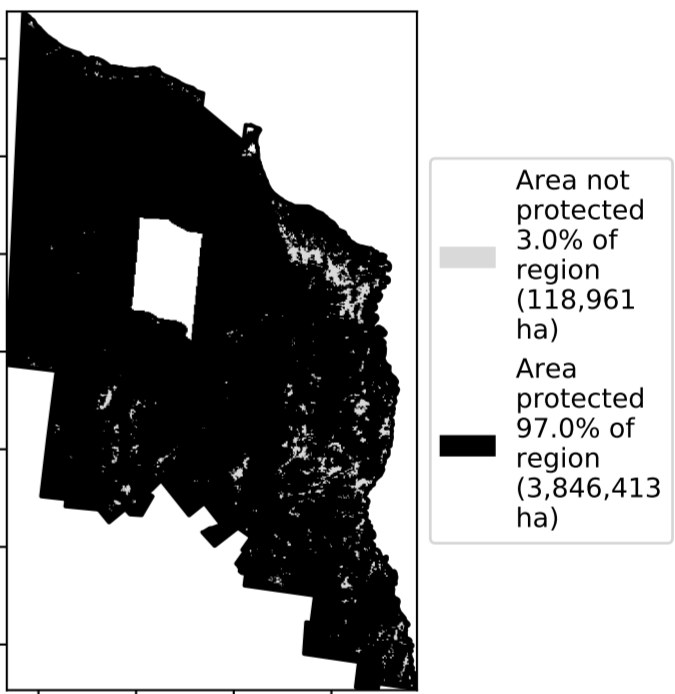 Area not
protected
3.0% of
region
(118,961
ha)
Area
protected
97.0% of
region
(3,846,413
ha)